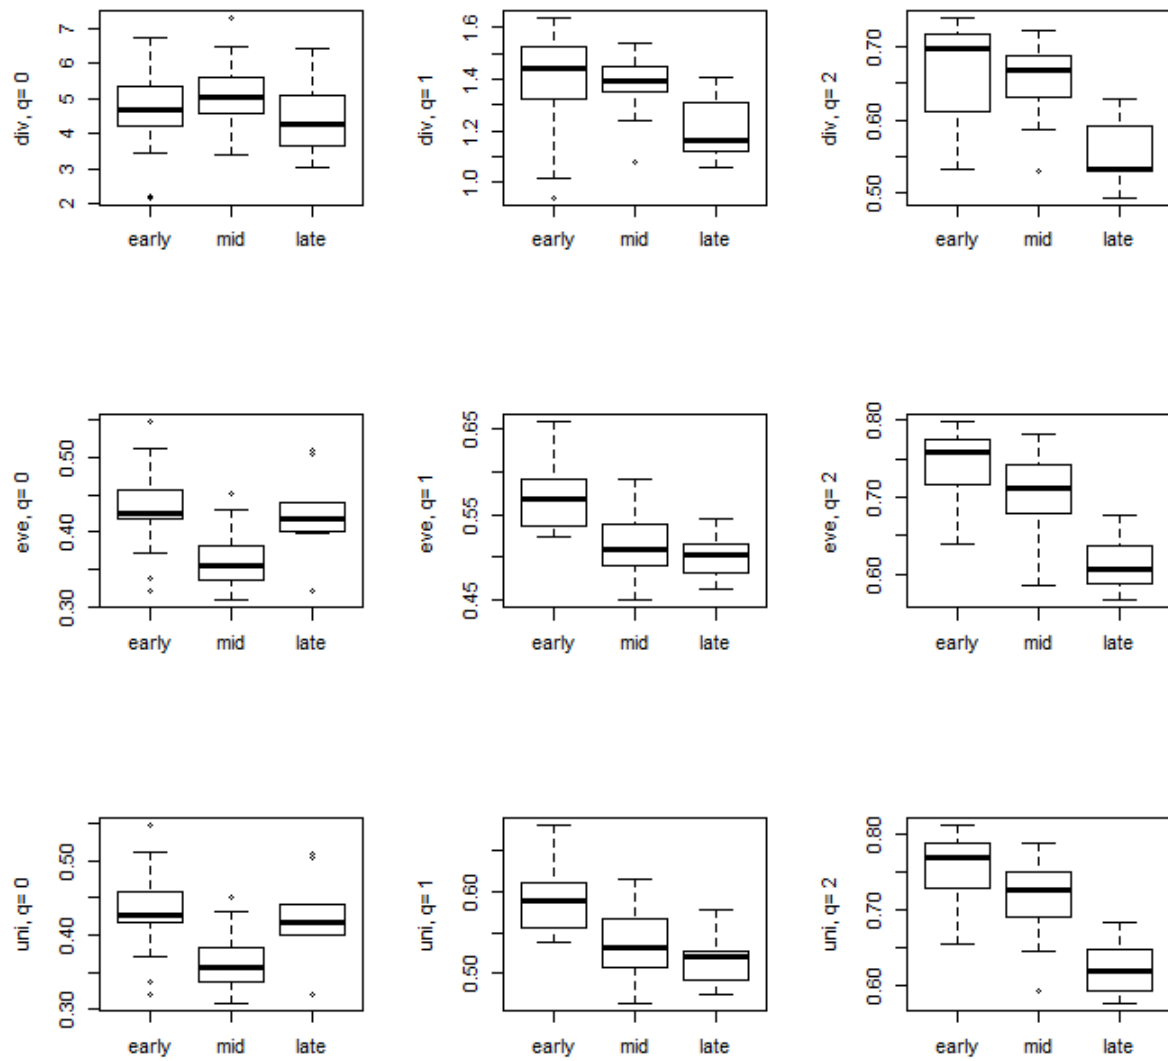 div, q= 0
7
6
5
4
3
2
early mid late
div, q= 1
1.6
1.4
1.2
1.0
early mid late
div, q= 2
0.70
0.60
0.50
early mid late
eve, q= 0
0.50
0.40
0.30
early mid late
eve, q= 1
0.65
0.55
0.45
early mid late
eve, q= 2
0.80
0.70
0.60
early mid late
uni, q= 0
0.50
0.40
0.30
early mid late
uni, q= 1
0.60
0.50
early mid late
uni, q= 2
0.80
0.70
0.60
early mid late